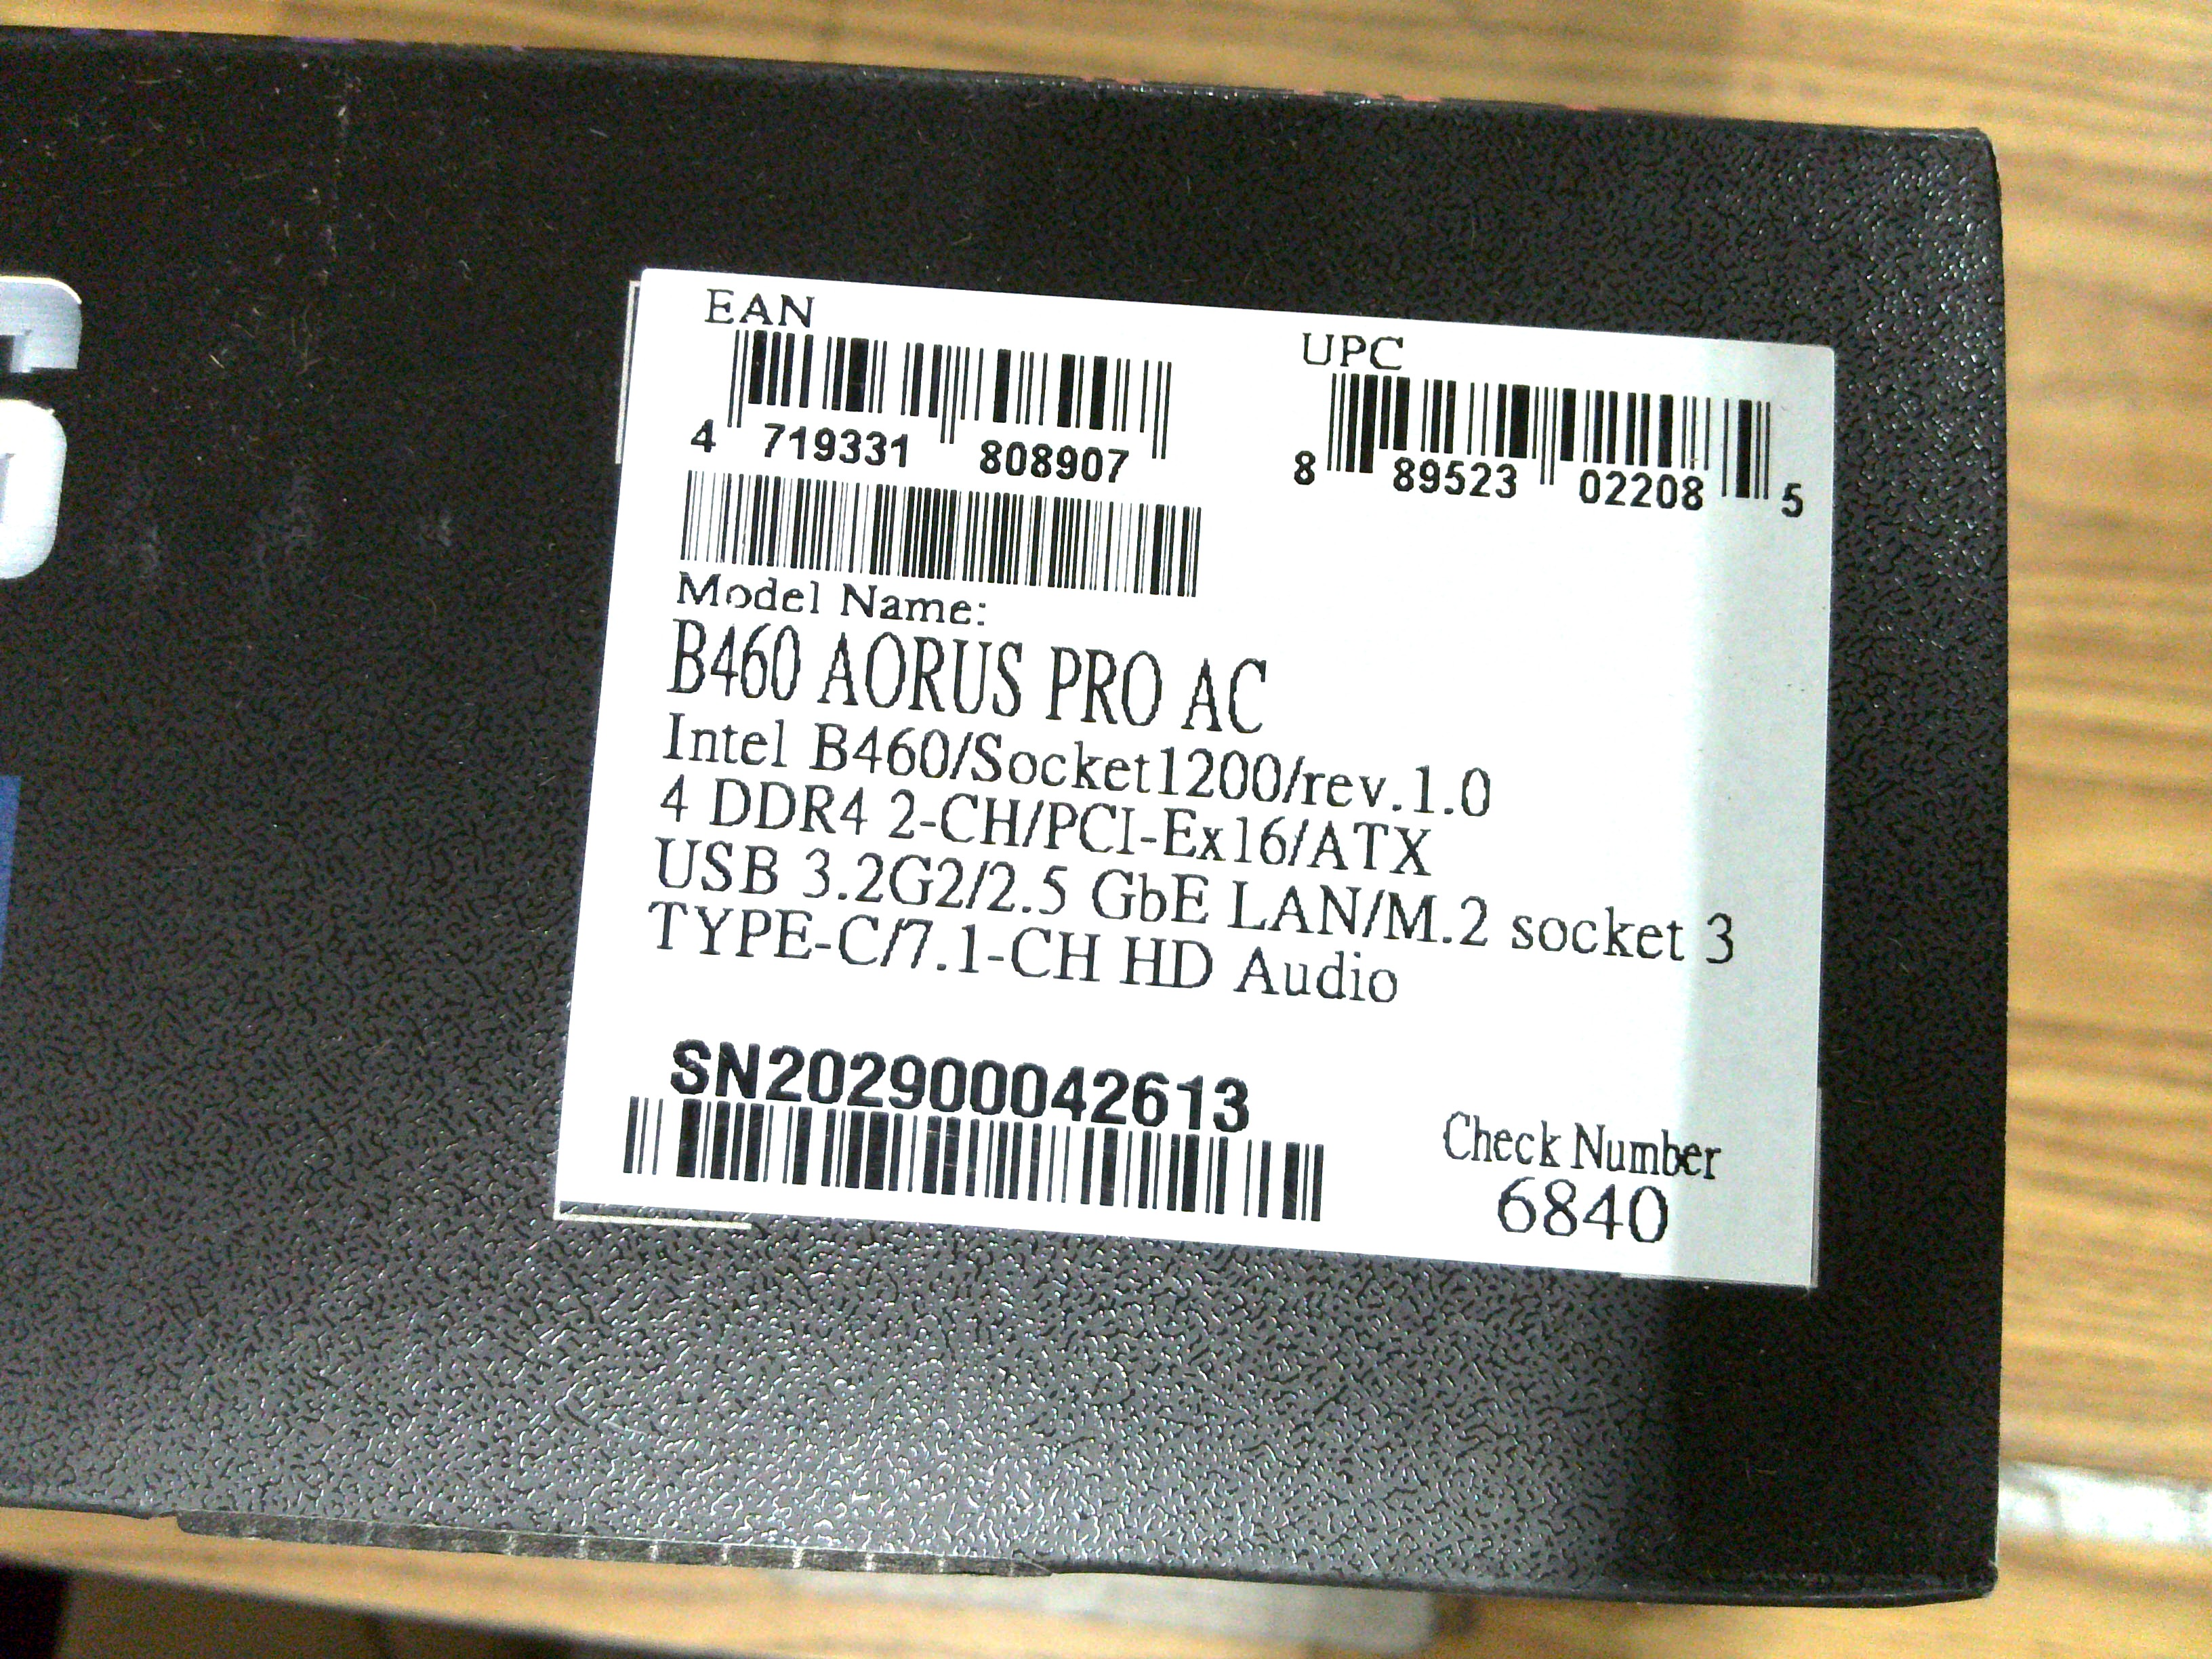 EAN
4 719331 808907
UPC
8 89523 02208 5
Model Name:
B460 AORUS PRO AC
Intel B460/Socket1200/rev.1.0
4 DDR4 2-CH/PCI-Ex16/ATX
USB 3.2G2/2.5 GbE LAN/M.2 socket 3
TYPE-C/7.1-CH HD Audio
SN202900042613
Check Number
6840